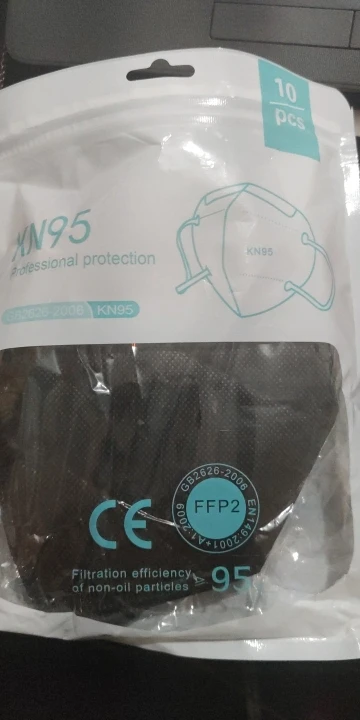 10
pcs
KN95
KN95
Professional protection
GB2626-2006 KN95
CE
GB2626-2006
FFP2
EN149:2001+A1:2009
Filtration efficiency
of non-oil particles ≥ 95